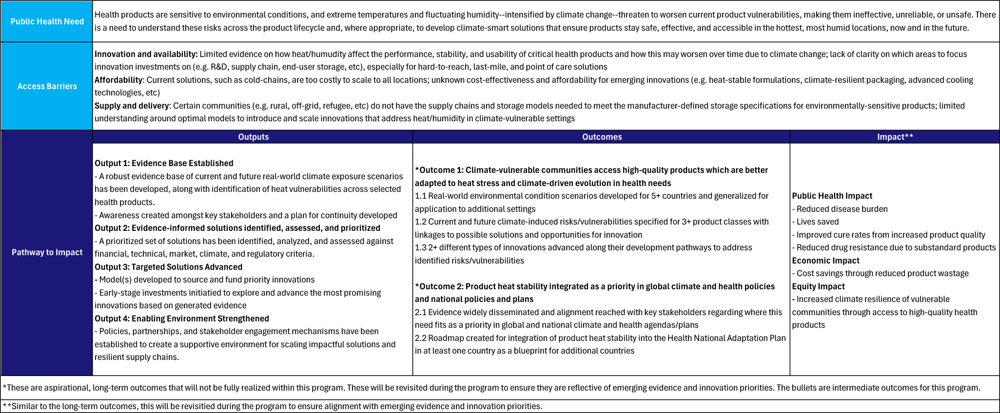 Public Health Need
Health products are sensitive to environmental conditions, and extreme temperatures and fluctuating humidity--intensified by climate change--threaten to worsen current product vulnerabilities, making them ineffective, unreliable, or unsafe. There
is a need to understand these risks across the product lifecycle and, where appropriate, to develop climate-smart solutions that ensure products stay safe, effective, and accessible in the hottest, most humid locations, now and in the future.
Access Barriers
Innovation and availability: Limited evidence on how heat/humudity affect the performance, stability, and usability of critical health products and how this may worsen over time due to climate change; lack of clarity on which areas to focus
innovation investments on (e.g. R&D, supply chain, end-user storage, etc), especially for hard-to-reach, last-mile, and point of care solutions
Affordability: Current solutions, such as cold-chains, are too costly to scale to all locations; unknown cost-effectiveness and affordability for emerging innovations (e.g. heat-stable formulations, climate-resilient packaging, advanced cooling
technologies, etc)
Supply and delivery: Certain communities (e.g. rural, off-grid, refugee, etc) do not have the supply chains and storage models needed to meet the manufacturer-defined storage specifications for environmentally-sensitive products; limited
understanding around optimal models to introduce and scale innovations that address heat/humidity in climate-vulnerable settings
Pathway to Impact
Outputs
Output 1: Evidence Base Established
- A robust evidence base of current and future real-world climate exposure scenarios
has been developed, along with identification of heat vulnerabilities across selected
health products.
- Awareness created amongst key stakeholders and a plan for continuity developed
Output 2: Evidence-informed solutions identified, assessed, and prioritized
- A prioritized set of solutions has been identified, analyzed, and assessed against
financial, technical, market, climate, and regulatory criteria.
Output 3: Targeted Solutions Advanced
- Model(s) developed to source and fund priority innovations
- Early-stage investments initiatied to explore and advance the most promising
innovations based on generated evidence
Output 4: Enabling Environment Strengthened
- Policies, partnerships, and stakeholder engagement mechanisms have been
established to create a supportive environment for scaling impactful solutions and
resilient supply chains.
Outcomes
*Outcome 1: Climate-vulnerable communities access high-quality products which are better
adapted to heat stress and climate-driven evolution in health needs
1.1 Real-world environmental condition scenarios developed for 5+ countries and generalized for
application to additional settings
1.2 Current and future climate-induced risks/vulnerabilities specified for 3+ product classes with
linkages to possible solutions and opportunities for innovation
1.3 2+ different types of innovations advanced along their development pathways to address
identified risks/vulnerabilities
*Outcome 2: Product heat stability integrated as a priority in global climate and health policies
and national policies and plans
2.1 Evidence widely disseminated and alignment reached with key stakeholders regarding where this
need fits as a priority in global and national climate and health agendas/plans
2.2 Roadmap created for integration of product heat stability into the Health National Adaptation Plan
in at least one country as a blueprint for additional countries
Impact**
Public Health Impact
- Reduced disease burden
- Lives saved
- Improved cure rates from increased product quality
- Reduced drug resistance due to substandard products
Economic Impact
- Cost savings through reduced product wastage
Equity Impact
- Increased climate resilience of vulnerable
communities through access to high-quality health
products
*These are aspirational, long-term outcomes that will not be fully realized within this program. These will be revisited during the program to ensure they are reflective of emerging evidence and innovation priorities. The bullets are intermediate outcomes for this program.
**Similar to the long-term outcomes, this will be revisitied during the program to ensure alignment with emerging evidence and innovation priorities.